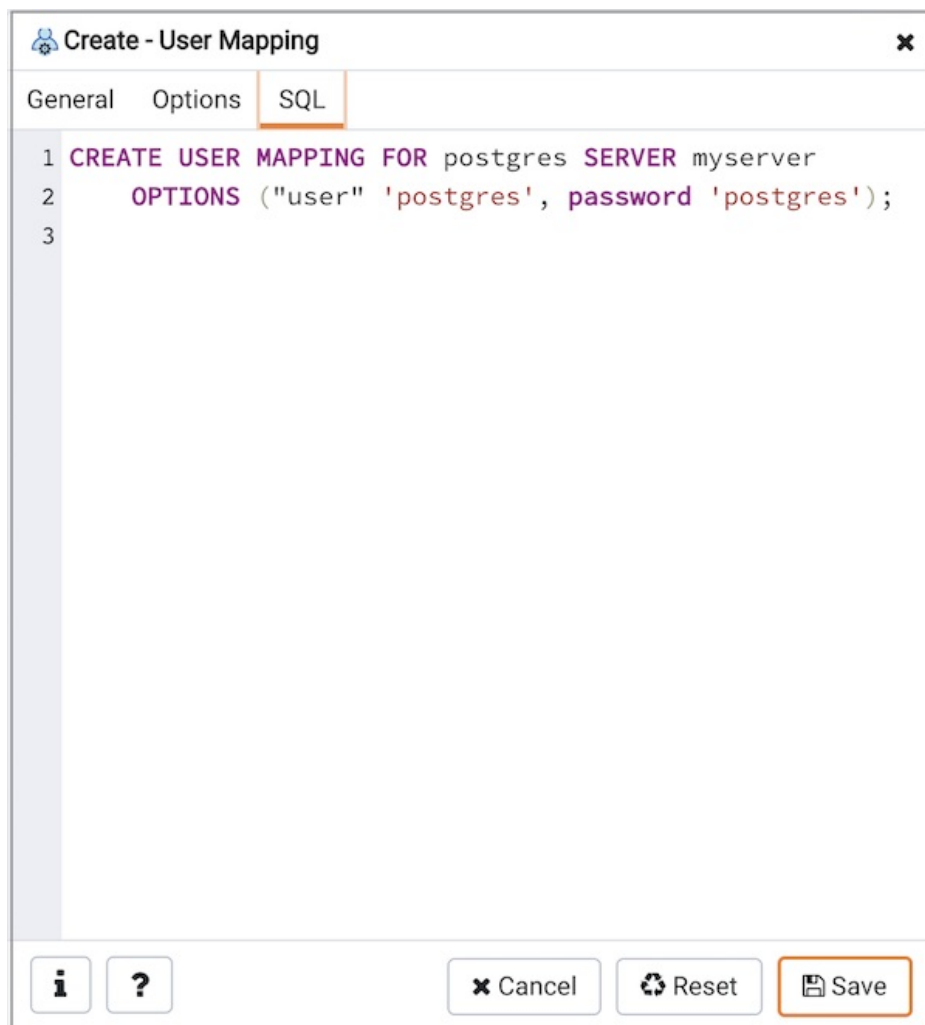 Create - User Mapping
General Options SQL
1 CREATE USER MAPPING FOR postgres SERVER myserver
2 OPTIONS ("user" 'postgres', password 'postgres');
3
i ? Cancel Reset Save